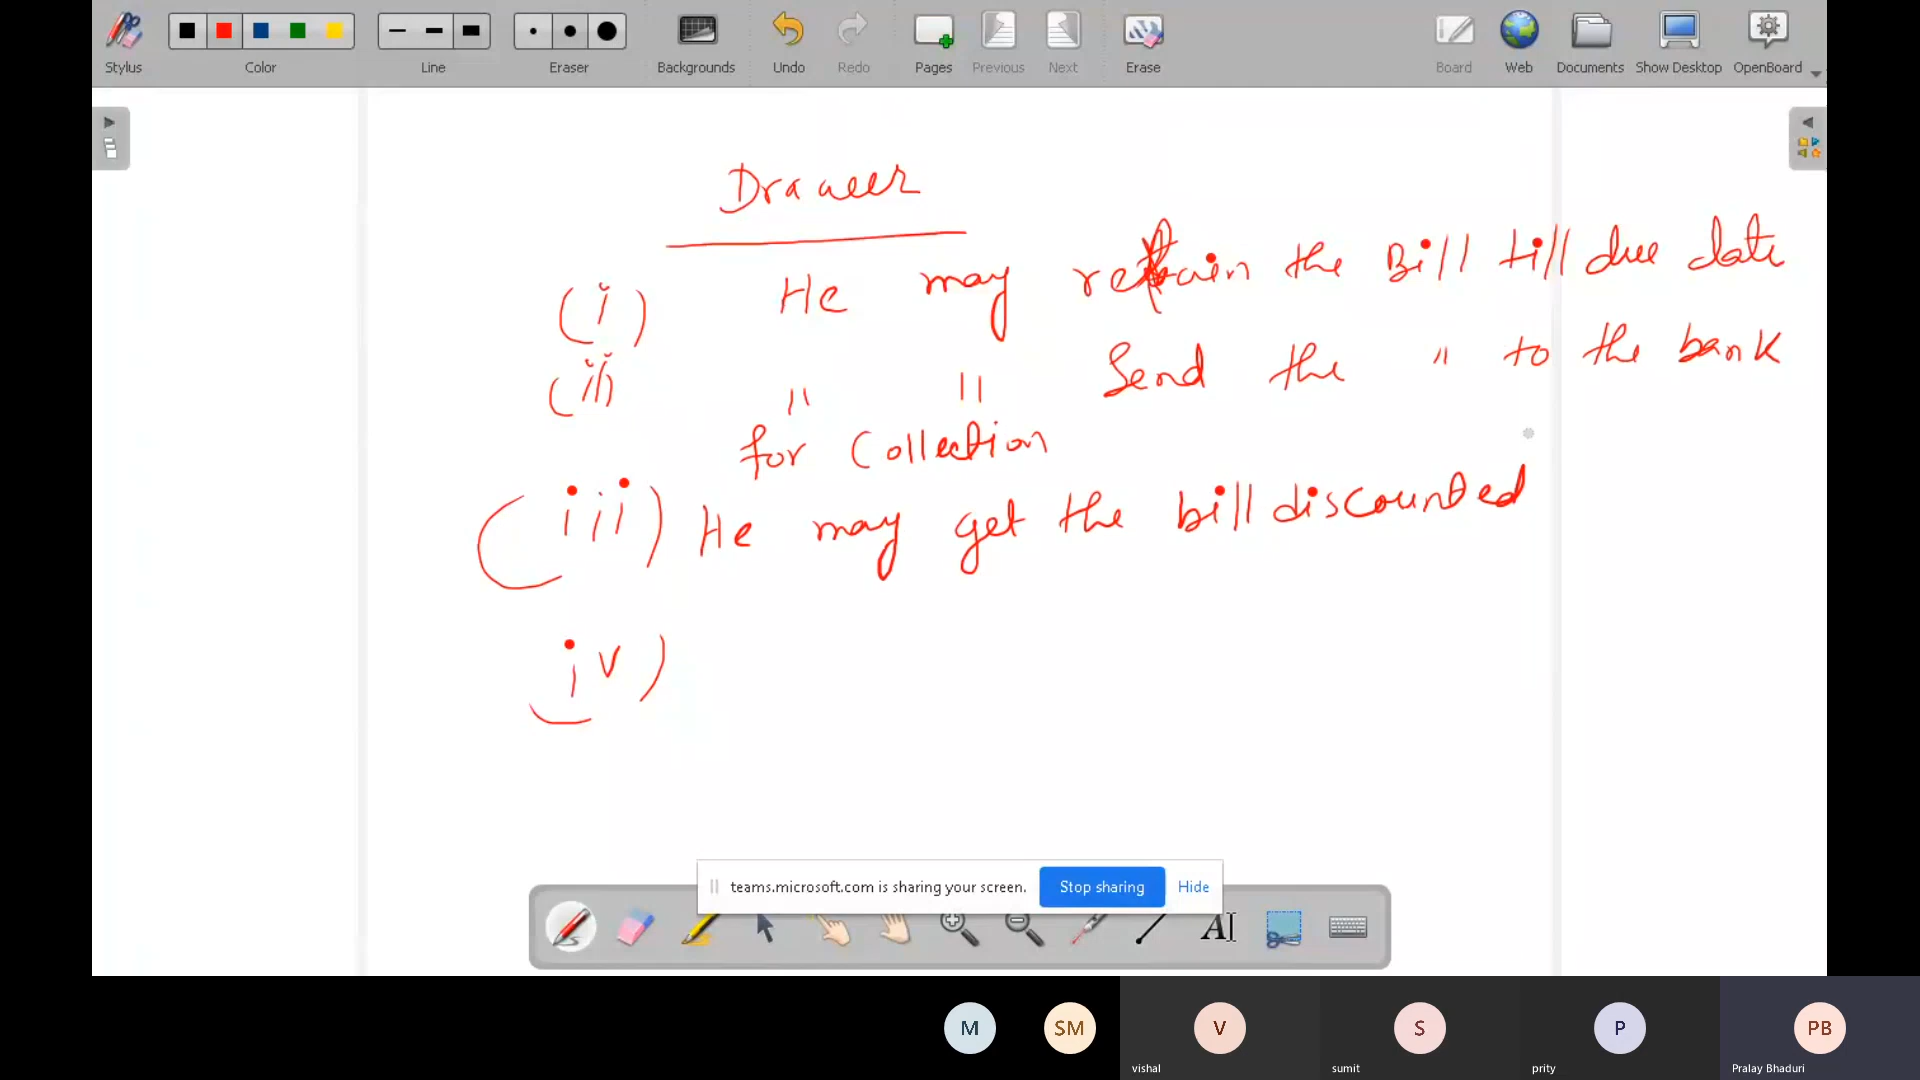 Stylus Color Line Eraser Backgrounds Undo Redo Pages Previous Next Erase Board Web Documents Show Desktop OpenBoard
Drawer
(i) He may retain the Bill till due date
(ii) " " Send the " to the bank
for Collection
(iii) He may get the bill discounted
(iv)
teams.microsoft.com is sharing your screen. Stop sharing Hide
AI
M SM V S P PB
vishal sumit prity Pralay Bhaduri